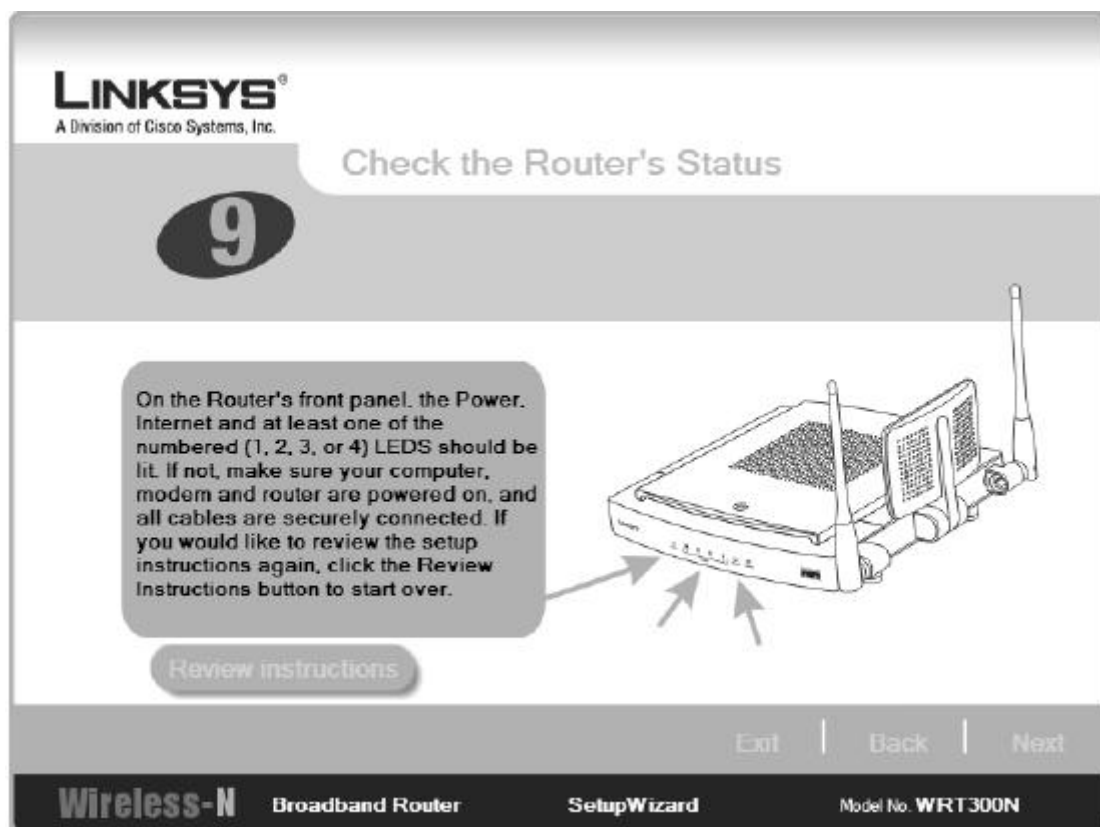 LINKSYS®
A Division of Cisco Systems, Inc.
Check the Router's Status
9
On the Router's front panel, the Power,
Internet and at least one of the
numbered (1, 2, 3, or 4) LEDS should be
lit. If not, make sure your computer,
modem and router are powered on, and
all cables are securely connected. If
you would like to review the setup
instructions again, click the Review
Instructions button to start over.
Review instructions
Exit | Back | Next
Wireless-N Broadband Router SetupWizard Model No. WRT300N